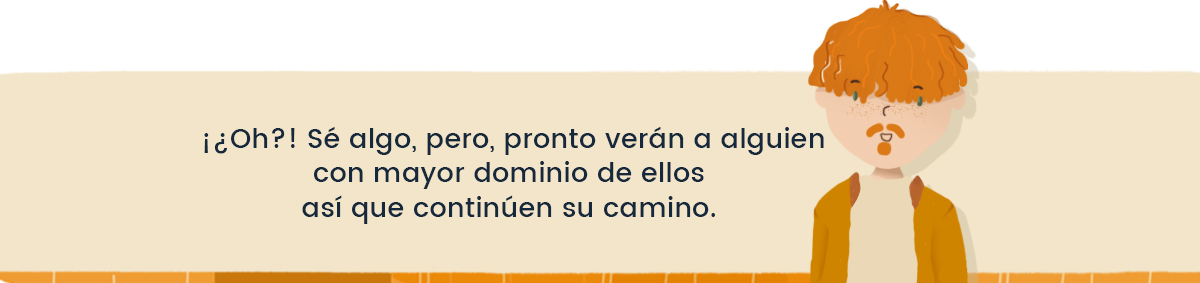 ¡¿Oh?! Sé algo, pero, pronto verán a alguien
con mayor dominio de ellos
así que continúen su camino.